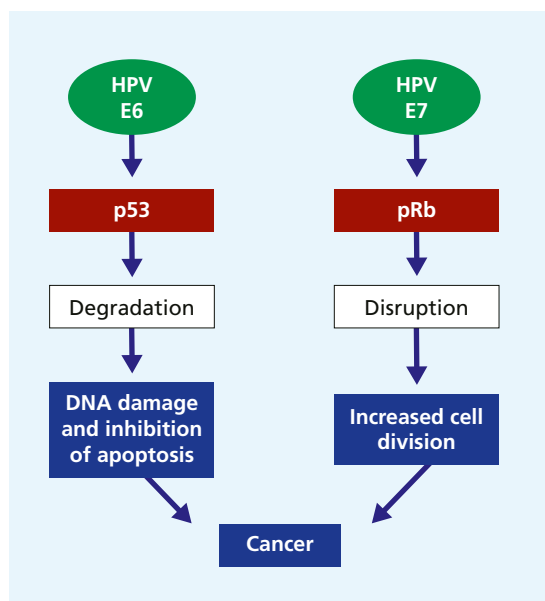 HPV
E6
HPV
E7
p53
pRb
Degradation
Disruption
DNA damage
and inhibition
of apoptosis
Increased cell
division
Cancer